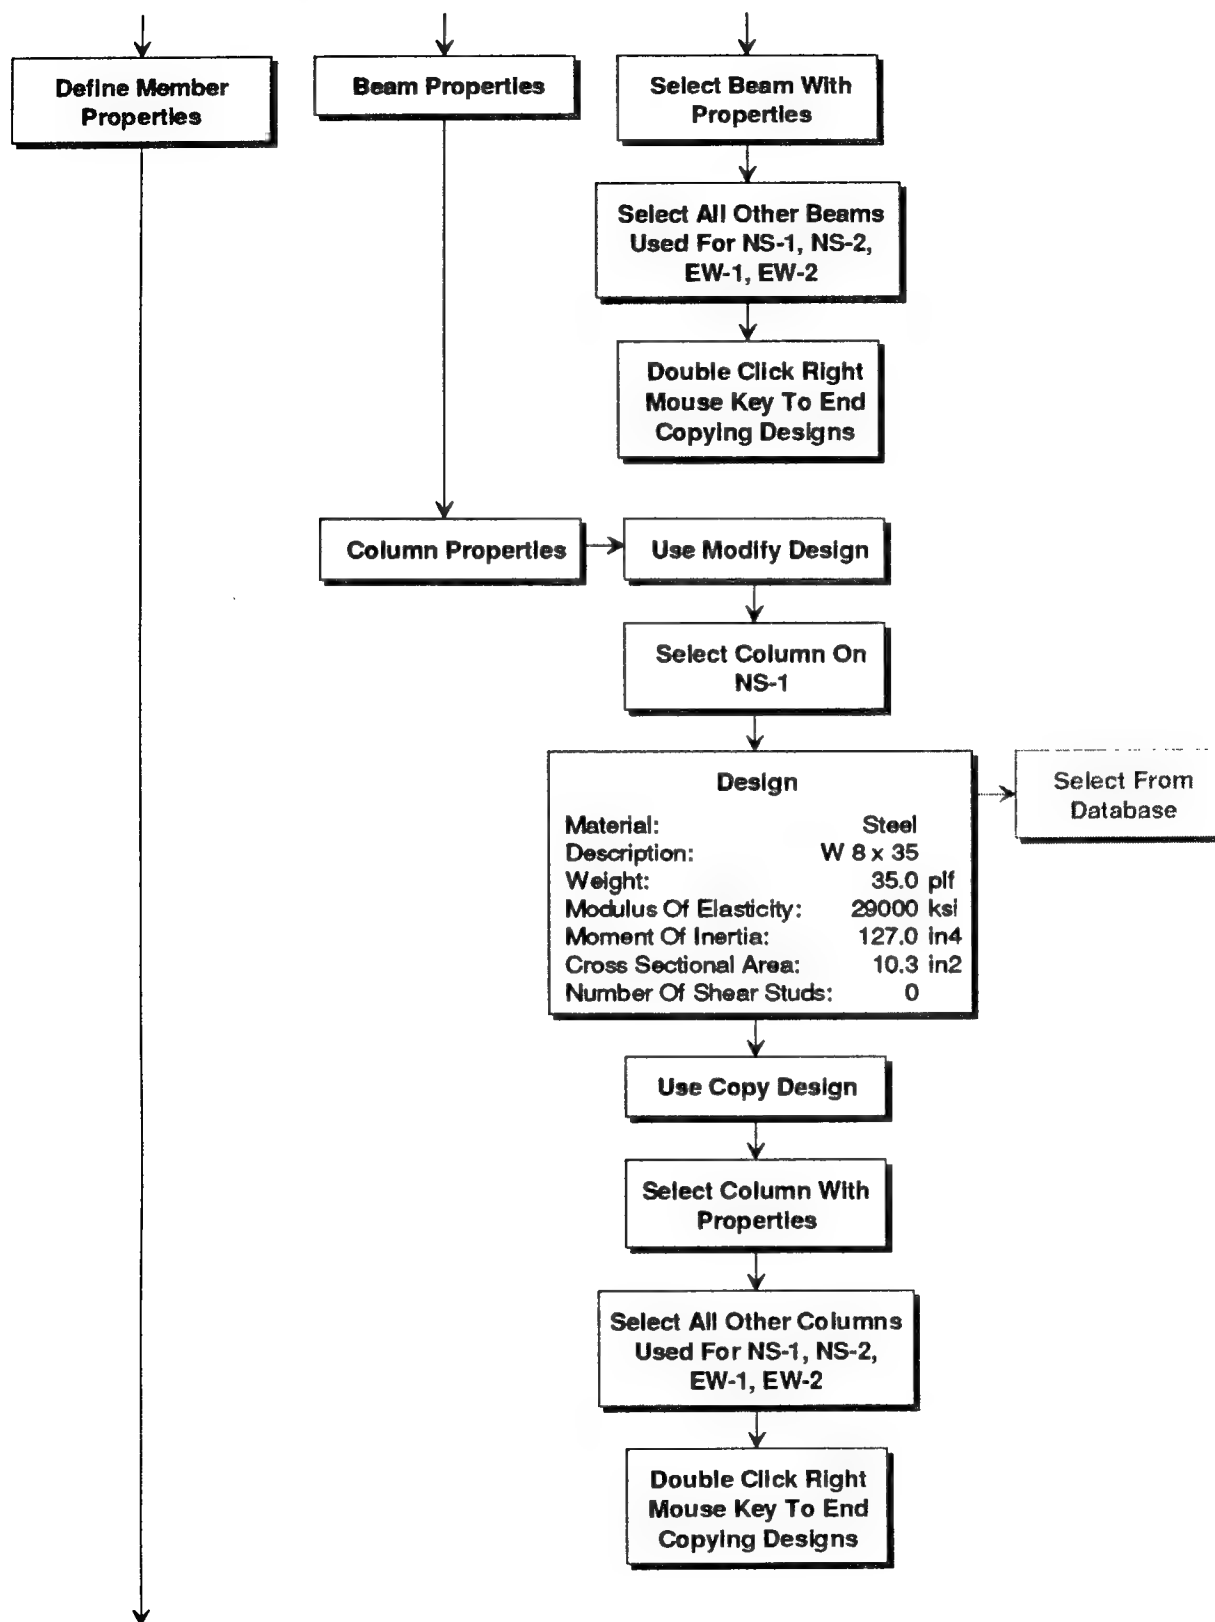 Define Member
Properties
Beam Properties
Select Beam With
Properties
Select All Other Beams
Used For NS-1, NS-2,
EW-1, EW-2
Double Click Right
Mouse Key To End
Copying Designs
Column Properties
Use Modify Design
Select Column On
NS-1
Design
Material: Steel
Description: W 8 x 35
Weight: 35.0 plf
Modulus Of Elasticity: 29000 ksi
Moment Of Inertia: 127.0 in4
Cross Sectional Area: 10.3 in2
Number Of Shear Studs: 0
Select From
Database
Use Copy Design
Select Column With
Properties
Select All Other Columns
Used For NS-1, NS-2,
EW-1, EW-2
Double Click Right
Mouse Key To End
Copying Designs